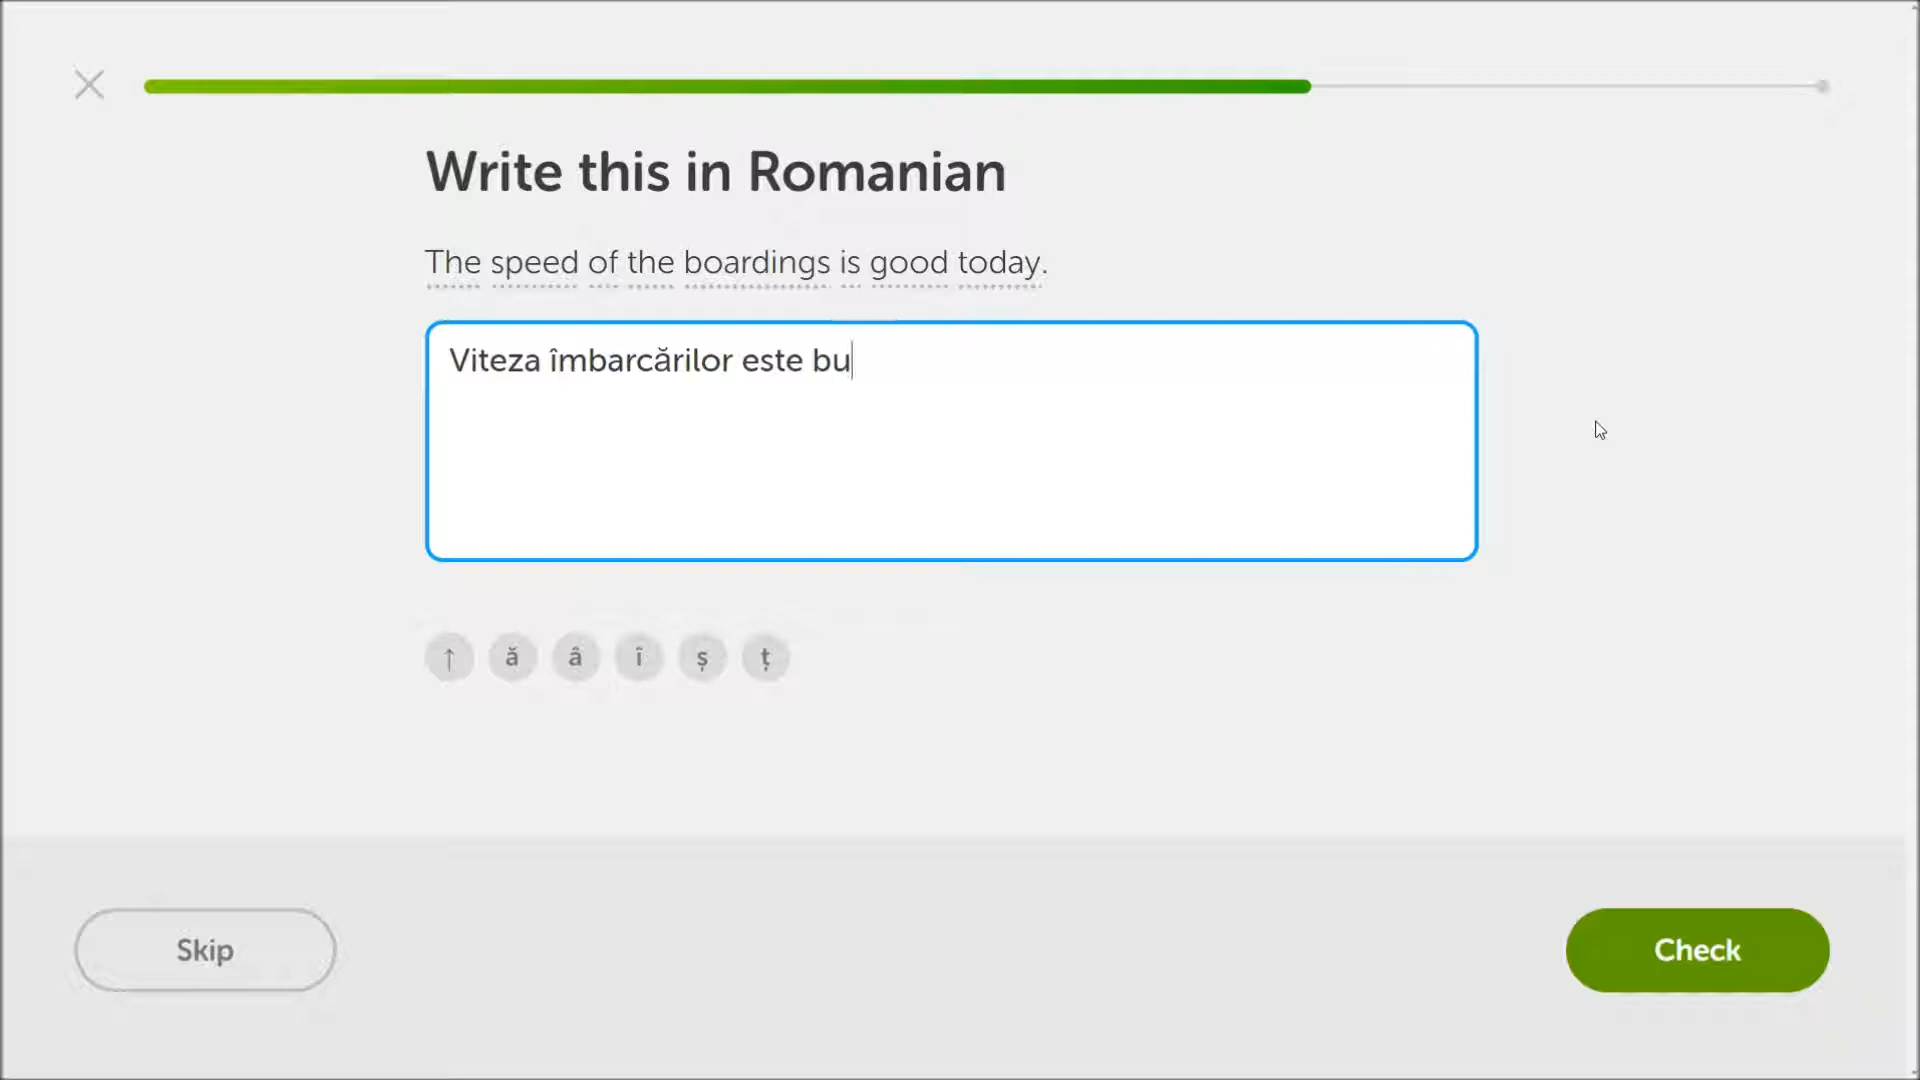 Write this in Romanian
The speed of the boardings is good today.
Viteza îmbarcărilor este bu
↑ ă â î ș ț
Skip
Check